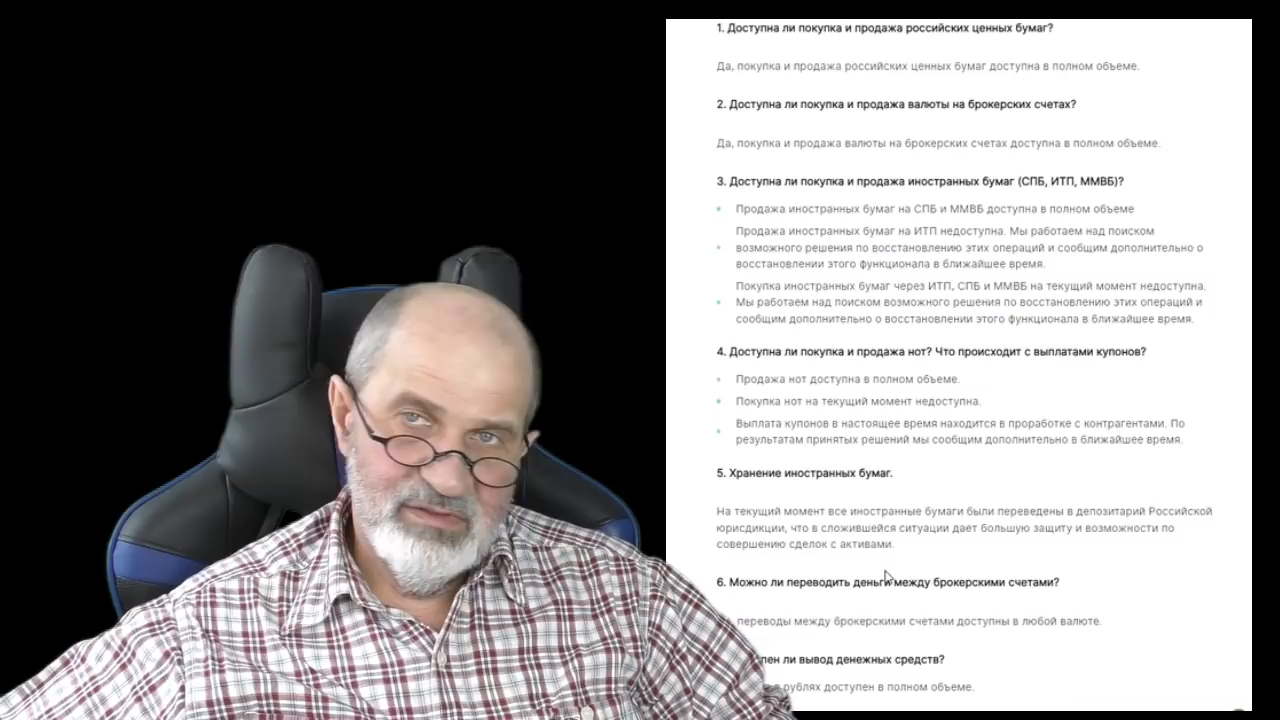 1. Доступна ли покупка и продажа российских ценных бумаг?
Да, покупка и продажа российских ценных бумаг доступна в полном объеме.
2. Доступна ли покупка и продажа валюты на брокерских счетах?
Да, покупка и продажа валюты на брокерских счетах доступна в полном объеме.
3. Доступна ли покупка и продажа иностранных бумаг (СПБ, ИТП, ММВБ)?
Продажа иностранных бумаг на СПБ и ММВБ доступна в полном объеме
Продажа иностранных бумаг на ИТП недоступна. Мы работаем над поиском
возможного решения по восстановлению этих операций и сообщим дополнительно о
восстановлении этого функционала в ближайшее время.
Покупка иностранных бумаг через ИТП, СПБ и ММВБ на текущий момент недоступна.
Мы работаем над поиском возможного решения по восстановлению этих операций и
сообщим дополнительно о восстановлении этого функционала в ближайшее время.
4. Доступна ли покупка и продажа нот? Что происходит с выплатами купонов?
Продажа нот доступна в полном объеме.
Покупка нот на текущий момент недоступна.
Выплата купонов в настоящее время находится в проработке с контрагентами. По
результатам принятых решений мы сообщим дополнительно в ближайшее время.
5. Хранение иностранных бумаг.
На текущий момент все иностранные бумаги были переведены в депозитарий Российской
юрисдикции, что в сложившейся ситуации дает большую защиту и возможности по
совершению сделок с активами.
6. Можно ли переводить деньги между брокерскими счетами?
переводы между брокерскими счетами доступны в любой валюте.
ли вывод денежных средств?
рублях доступен в полном объеме.